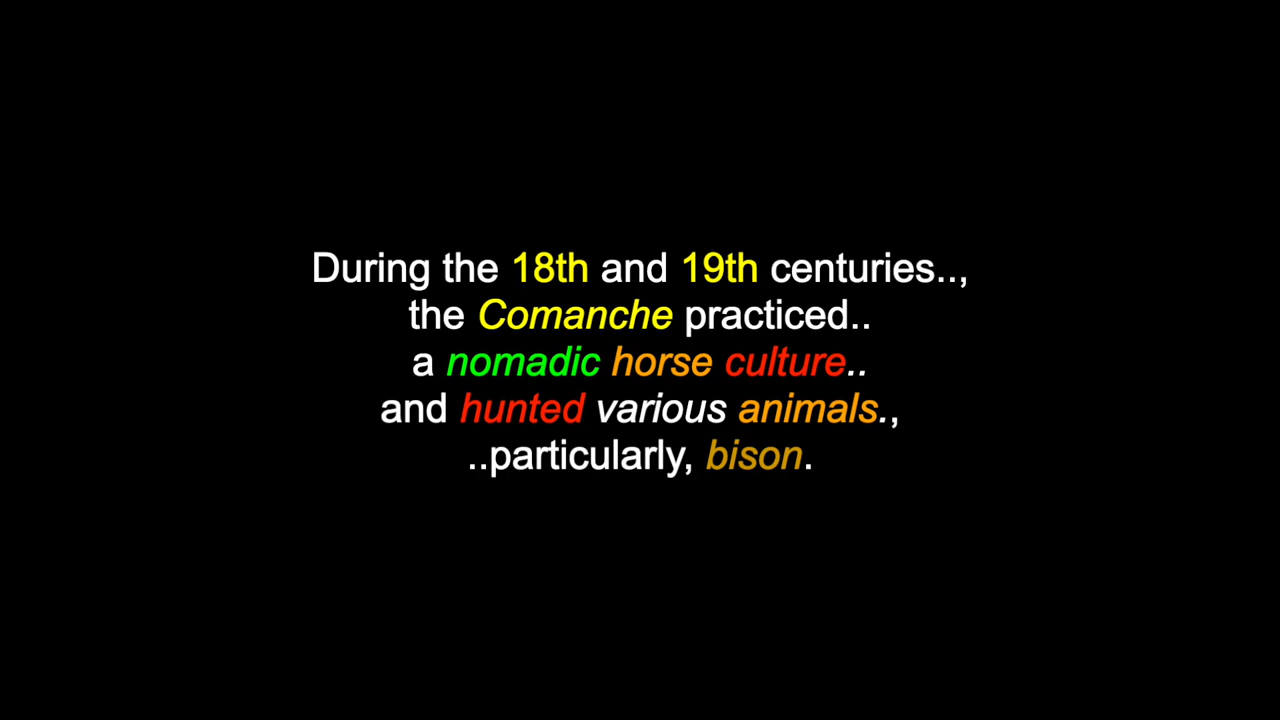 During the 18th and 19th centuries..,
the Comanche practiced..
a nomadic horse culture..
and hunted various animals.,
..particularly, bison.